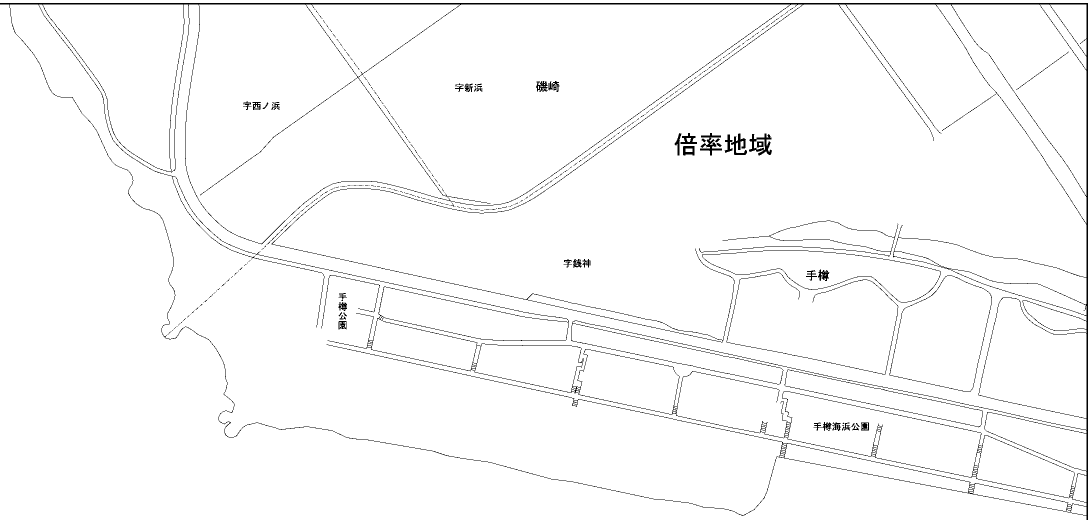 字新浜
磯崎
字西ノ浜
倍率地域
字銭神
手樽
手樽公園
手樽海浜公園